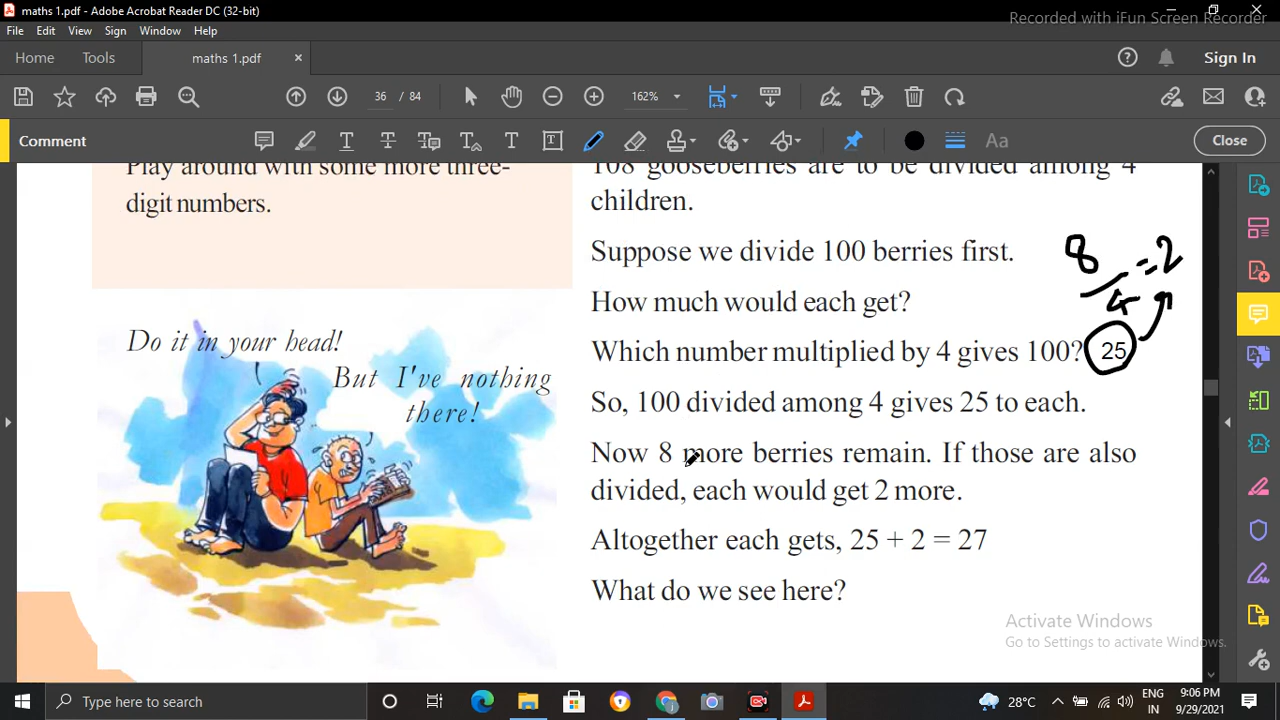 maths 1.pdf - Adobe Acrobat Reader DC (32-bit)
Recorded with iFun Screen Recorder
File Edit View Sign Window Help
Home Tools maths 1.pdf × Sign In
36 / 84 162%
Comment Close
Play around with some more three-
digit numbers.
Do it in your head!
But I've nothing
there!
108 gooseberries are to be divided among 4
children.
Suppose we divide 100 berries first.
How much would each get?
Which number multiplied by 4 gives 100? 25
So, 100 divided among 4 gives 25 to each.
Now 8 more berries remain. If those are also
divided, each would get 2 more.
Altogether each gets, 25 + 2 = 27
What do we see here?
8/4 = 2
Activate Windows
Go to Settings to activate Windows.
Type here to search
28°C ENG IN 9:06 PM 9/29/2021